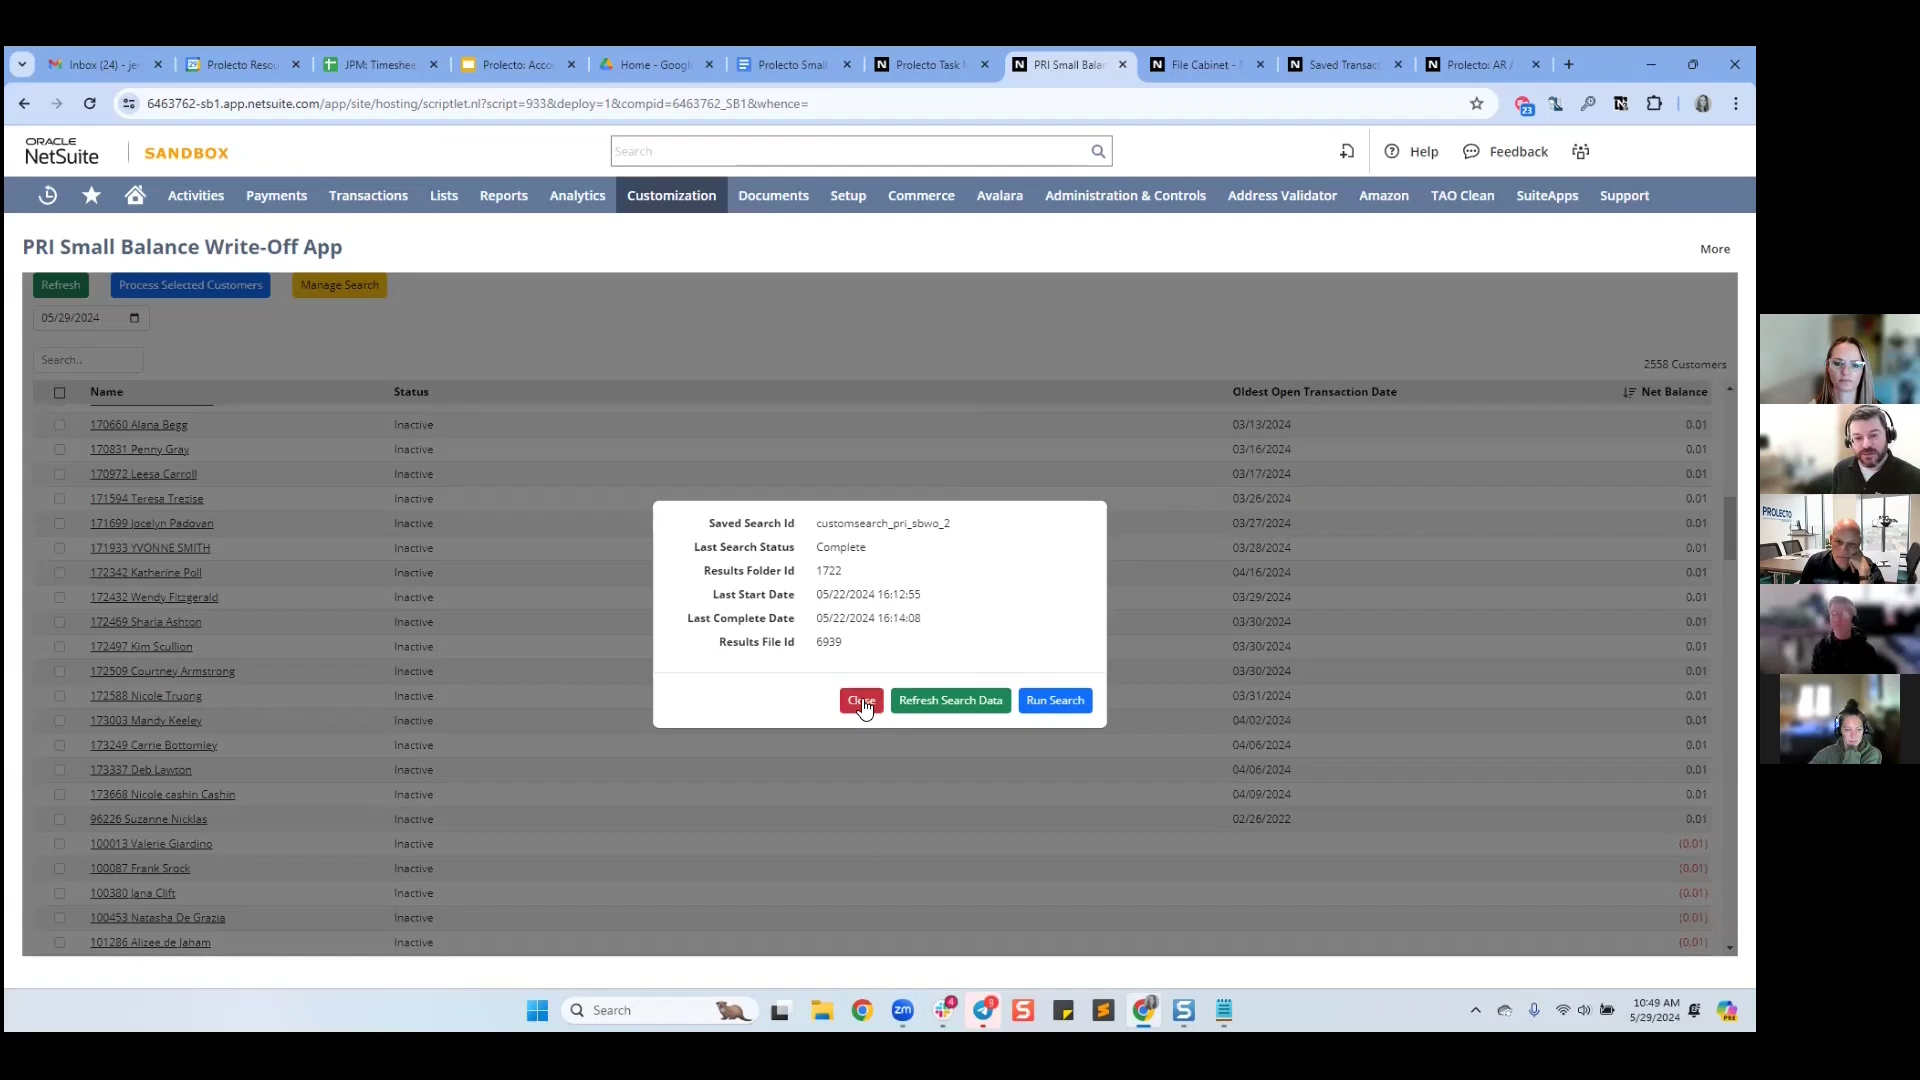 Inbox (24) - je
Prolecto Resou
JPM: Timeshee
Prolecto: Acco
Home - Googl
Prolecto Small
Prolecto Task M
PRI Small Balan
File Cabinet -
Saved Transac
Prolecto: AR /
6463762-sb1.app.netsuite.com/app/site/hosting/scriptlet.nl?script=933&deploy=1&compid=6463762_SB1&whence=
23
ORACLE
NetSuite
SANDBOX
Search
Help
Feedback
Activities
Payments
Transactions
Lists
Reports
Analytics
Customization
Documents
Setup
Commerce
Avalara
Administration & Controls
Address Validator
Amazon
TAO Clean
SuiteApps
Support
PRI Small Balance Write-Off App
More
Refresh
Process Selected Customers
Manage Search
05/29/2024
Search..
2558 Customers
Name Status Oldest Open Transaction Date Net Balance
170660 Alana Begg Inactive 03/13/2024 0.01
170831 Penny Gray Inactive 03/16/2024 0.01
170972 Leesa Carroll Inactive 03/17/2024 0.01
171594 Teresa Trezise Inactive 03/26/2024 0.01
171699 Jocelyn Padovan Inactive 03/27/2024 0.01
171933 YVONNE SMITH Inactive 03/28/2024 0.01
172342 Katherine Poll Inactive 04/16/2024 0.01
172432 Wendy Fitzgerald Inactive 03/29/2024 0.01
172469 Sharla Ashton Inactive 03/30/2024 0.01
172497 Kim Scullion Inactive 03/30/2024 0.01
172509 Courtney Armstrong Inactive 03/30/2024 0.01
172588 Nicole Truong Inactive 03/31/2024 0.01
173003 Mandy Keeley Inactive 04/02/2024 0.01
173249 Carrie Bottomley Inactive 04/06/2024 0.01
173337 Deb Lawton Inactive 04/06/2024 0.01
173668 Nicole cashin Cashin Inactive 04/09/2024 0.01
96226 Suzanne Nicklas Inactive 02/26/2022 0.01
100013 Valerie Giardino Inactive (0.01)
100087 Frank Srock Inactive (0.01)
100380 Jana Clift Inactive (0.01)
100453 Natasha De Grazia Inactive (0.01)
101286 Alizee de Jaham Inactive (0.01)
Saved Search Id customsearch_pri_sbwo_2
Last Search Status Complete
Results Folder Id 1722
Last Start Date 05/22/2024 16:12:55
Last Complete Date 05/22/2024 16:14:08
Results File Id 6939
Close
Refresh Search Data
Run Search
PROLECTO
Search
zm
4
9
10:49 AM
5/29/2024
PRE